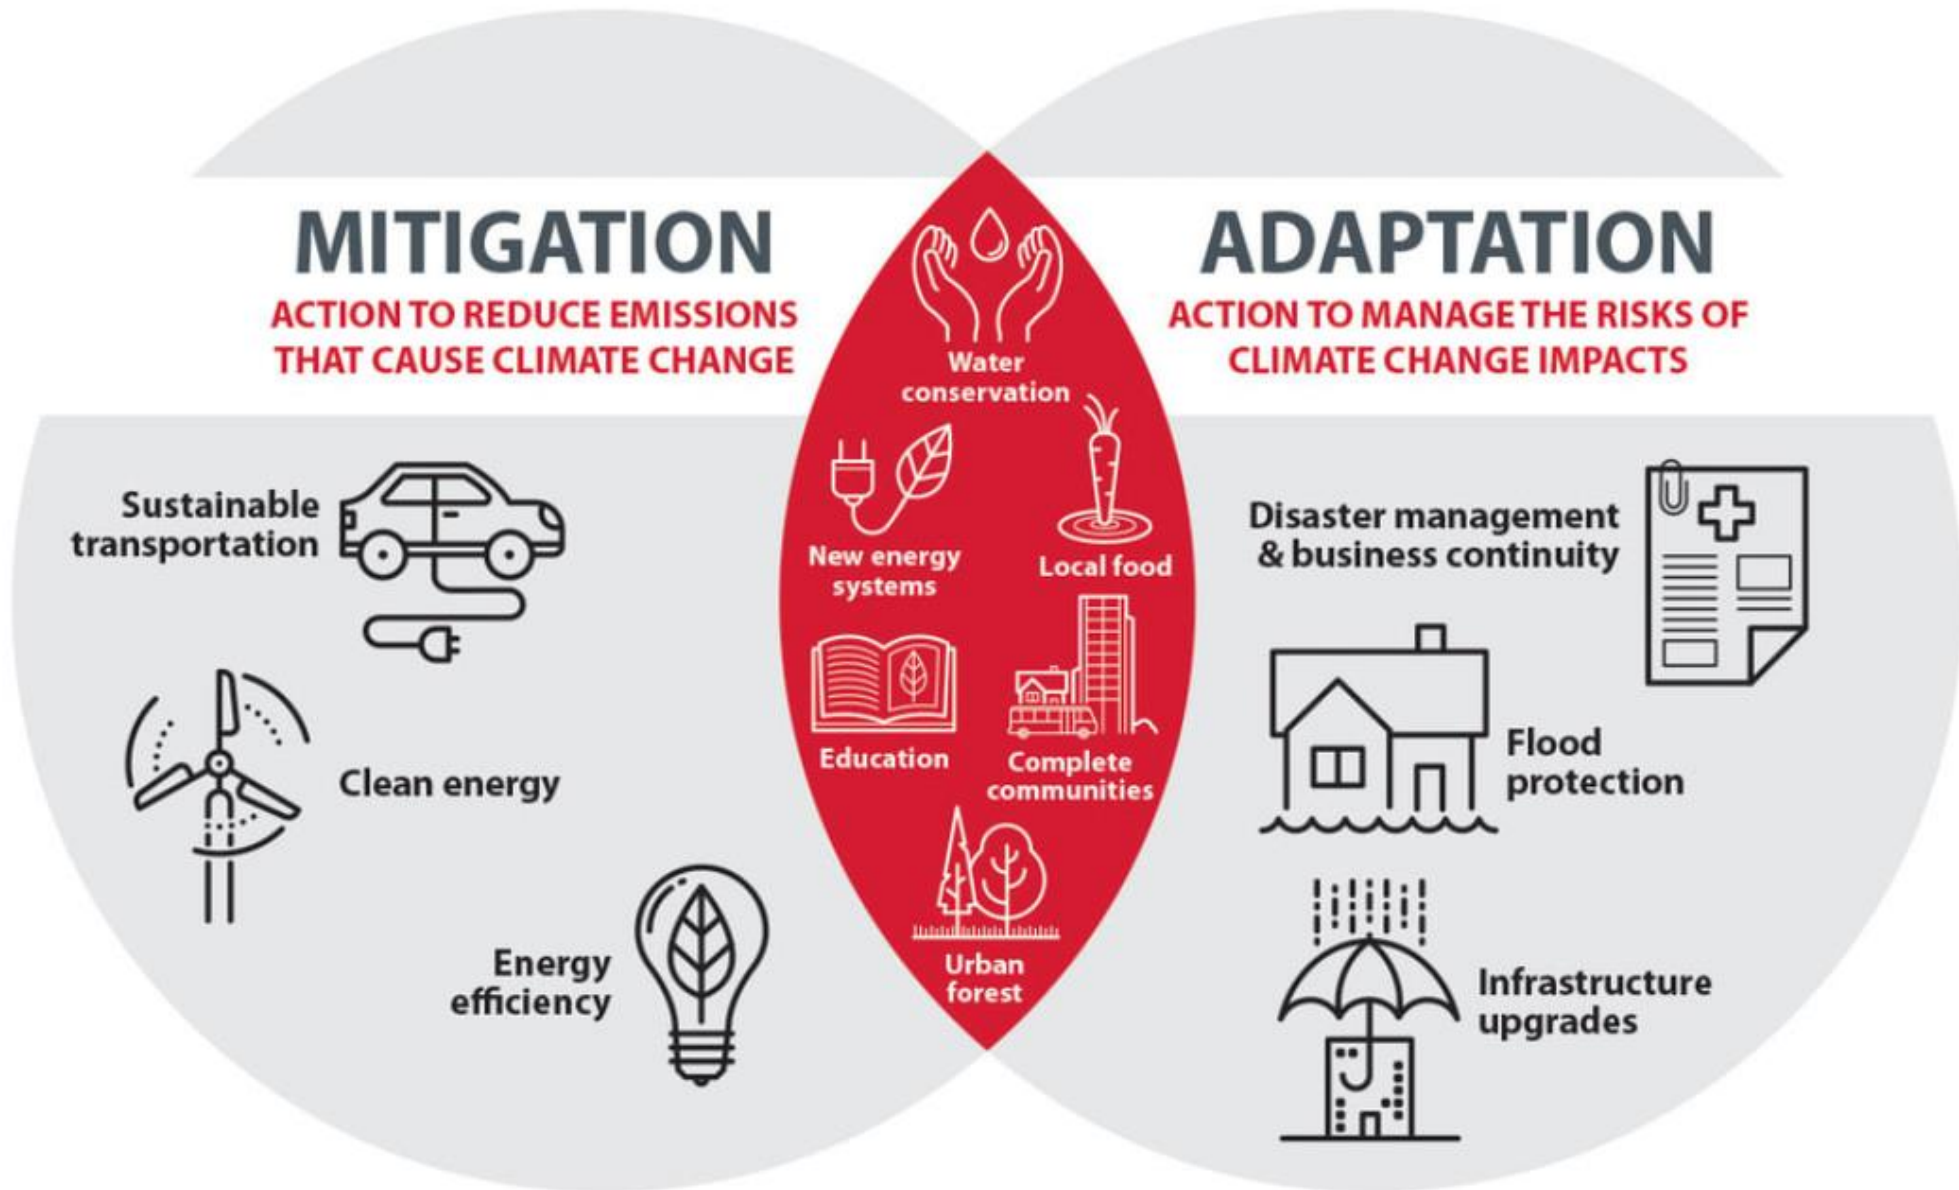 MITIGATION
ACTION TO REDUCE EMISSIONS
THAT CAUSE CLIMATE CHANGE
Sustainable
transportation
Clean energy
Energy
efficiency
Water
conservation
New energy
systems
Local food
Education
Complete
communities
Urban
forest
ADAPTATION
ACTION TO MANAGE THE RISKS OF
CLIMATE CHANGE IMPACTS
Disaster management
& business continuity
Flood
protection
Infrastructure
upgrades